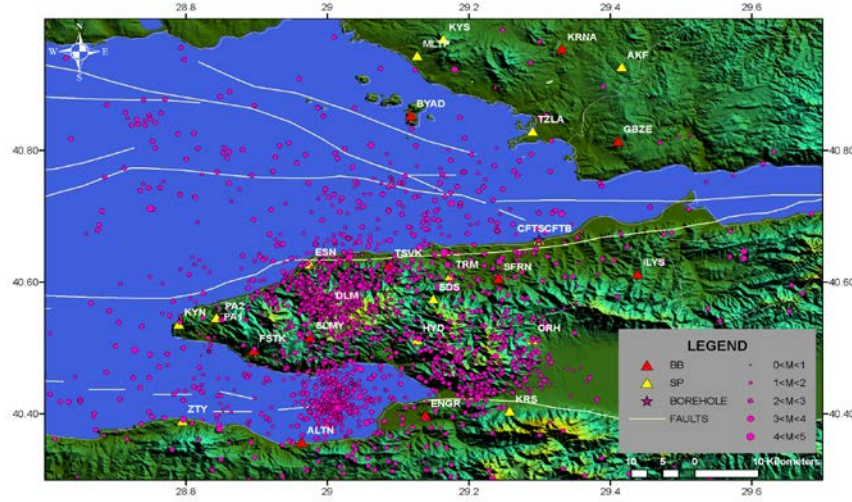 28.8 29 29.2 29.4 29.6
N
W E
S
KYS
MLTP
KRNA
AKF
BYAD
TZLA
GBZE
40.80 40.80
CFTSCFTB
ESN
TSVK
TRM
SFRN
ILYS
40.60 40.60
SDS
DLM
PA2
KYN
PA1
SLMY
FSTK
HYD
ORH
LEGEND
BB 0<M<1
SP 1<M<2
BOREHOLE 2<M<3
FAULTS 3<M<4
4<M<5
40.40 40.40
ZTY
ENGR
KRS
ALTN
10 5 0 10 Kilometers
28.8 29 29.2 29.4 29.6